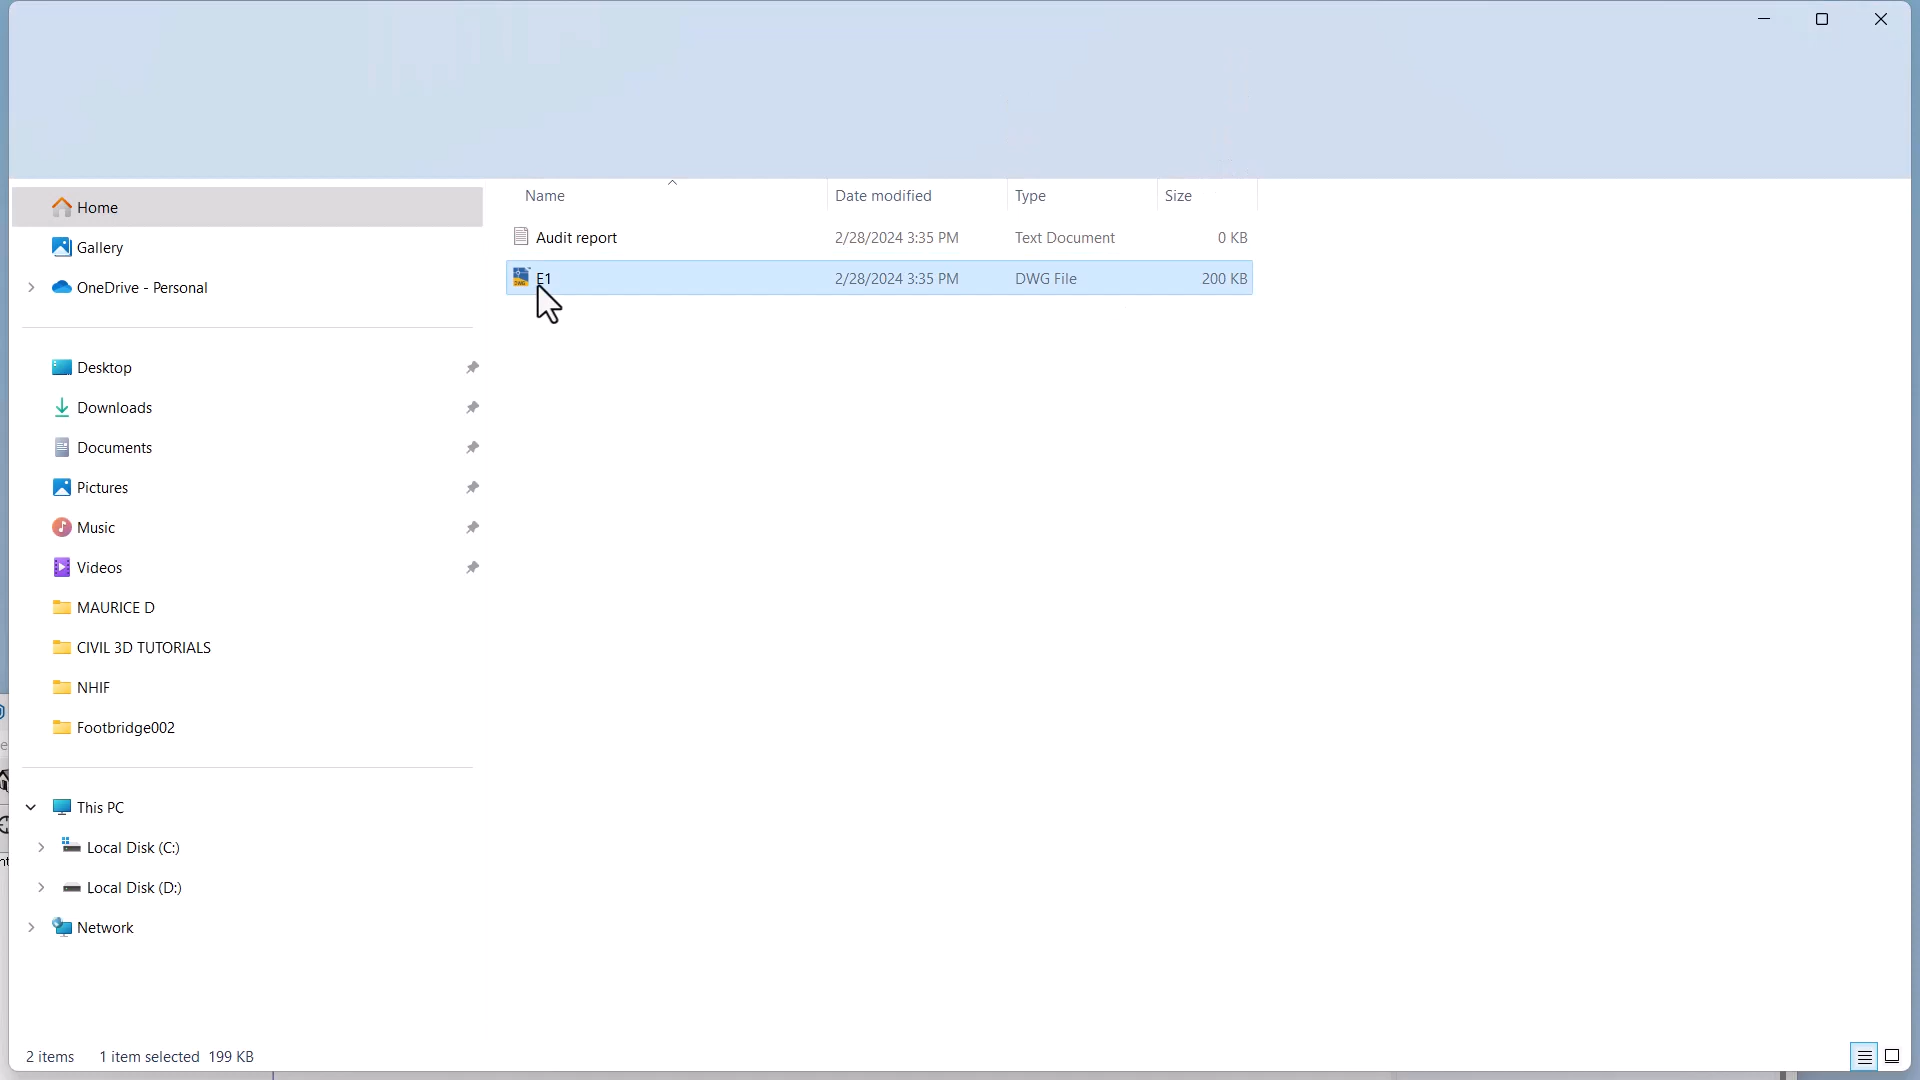 Name Date modified Type Size
Home
Gallery
OneDrive - Personal
Desktop
Downloads
Documents
Pictures
Music
Videos
MAURICE D
CIVIL 3D TUTORIALS
NHIF
Footbridge002
This PC
Local Disk (C:)
Local Disk (D:)
Network
Audit report 2/28/2024 3:35 PM Text Document 0 KB
E1 2/28/2024 3:35 PM DWG File 200 KB
2 items 1 item selected 199 KB